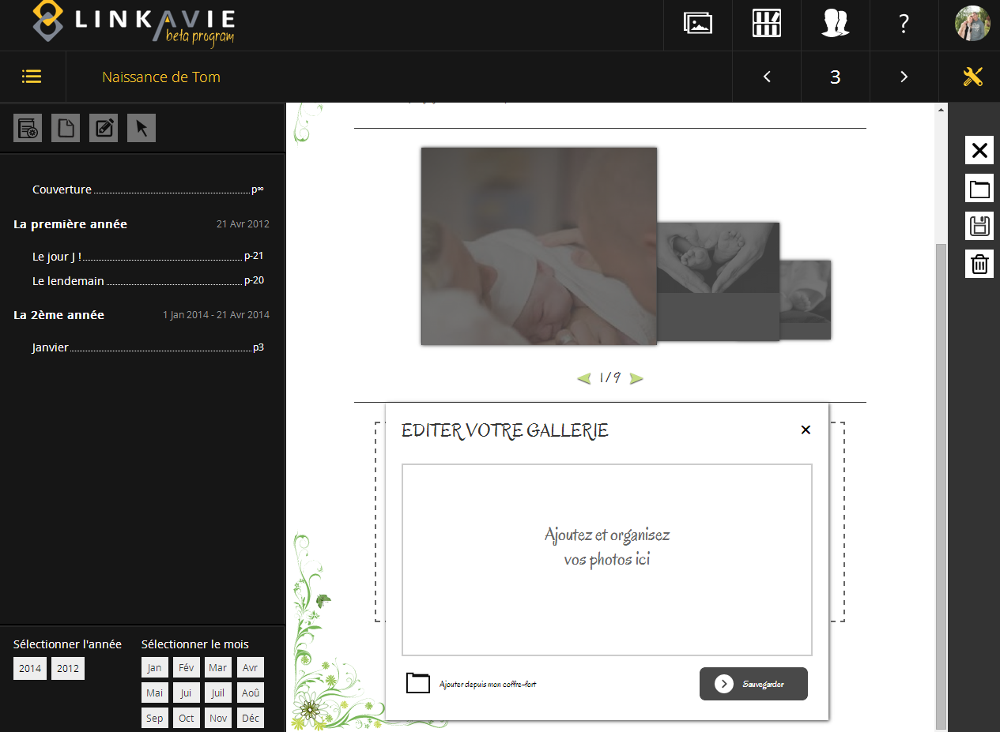 LINKAVIE
beta program
?
Naissance de Tom
3
Couverture p∞
La première année 21 Avr 2012
Le jour J ! p-21
Le lendemain p-20
La 2ème année 1 Jan 2014 - 21 Avr 2014
Janvier p3
1/9
EDITER VOTRE GALLERIE
Ajoutez et organisez
vos photos ici
Ajouter depuis mon coffre-fort
Sauvegarder
Sélectionner l'année
2014 2012
Sélectionner le mois
Jan Fév Mar Avr
Mai Jui Juil Aoû
Sep Oct Nov Déc